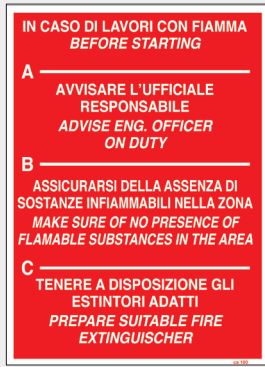 IN CASO DI LAVORI CON FIAMMA
BEFORE STARTING
A
AVVISARE L'UFFICIALE
RESPONSABILE
ADVISE ENG. OFFICER
ON DUTY
B
ASSICURARSI DELLA ASSENZA DI
SOSTANZE INFIAMMABILI NELLA ZONA
MAKE SURE OF NO PRESENCE OF
FLAMABLE SUBSTANCES IN THE AREA
C
TENERE A DISPOSIZIONE GLI
ESTINTORI ADATTI
PREPARE SUITABLE FIRE
EXTINGUISCHER
ca 100